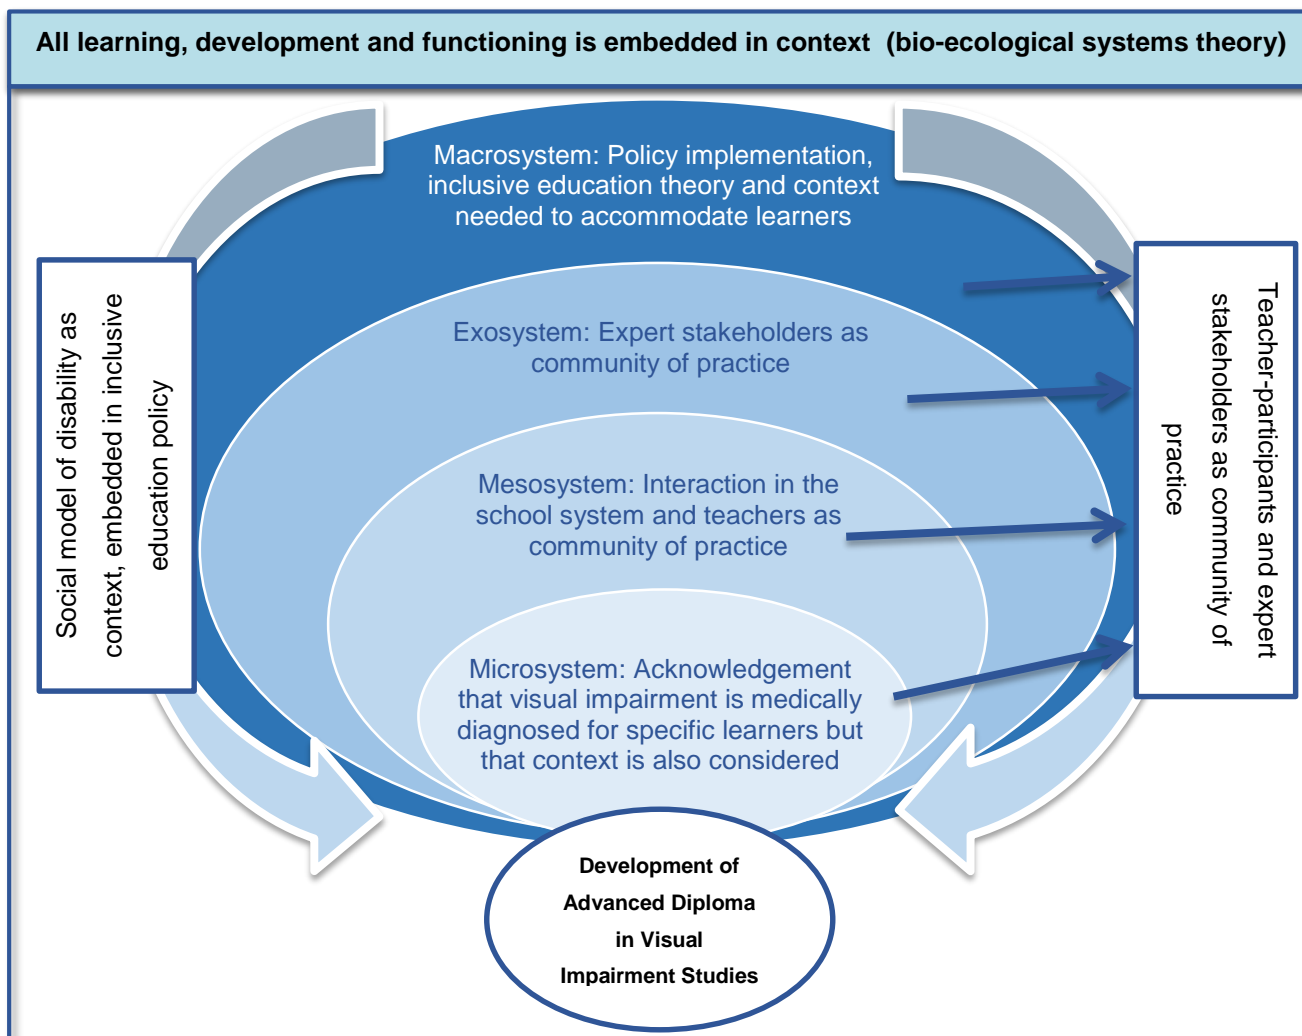 All learning, development and functioning is embedded in context (bio-ecological systems theory)
Macrosystem: Policy implementation,
inclusive education theory and context
needed to accommodate learners
Exosystem: Expert stakeholders as
community of practice
Mesosystem: Interaction in the
school system and teachers as
community of practice
Microsystem: Acknowledgement
that visual impairment is medically
diagnosed for specific learners but
that context is also considered
Social model of disability as
context, embedded in inclusive
education policy
Teacher-participants and expert
stakeholders as community of
practice
Development of
Advanced Diploma
in Visual
Impairment Studies